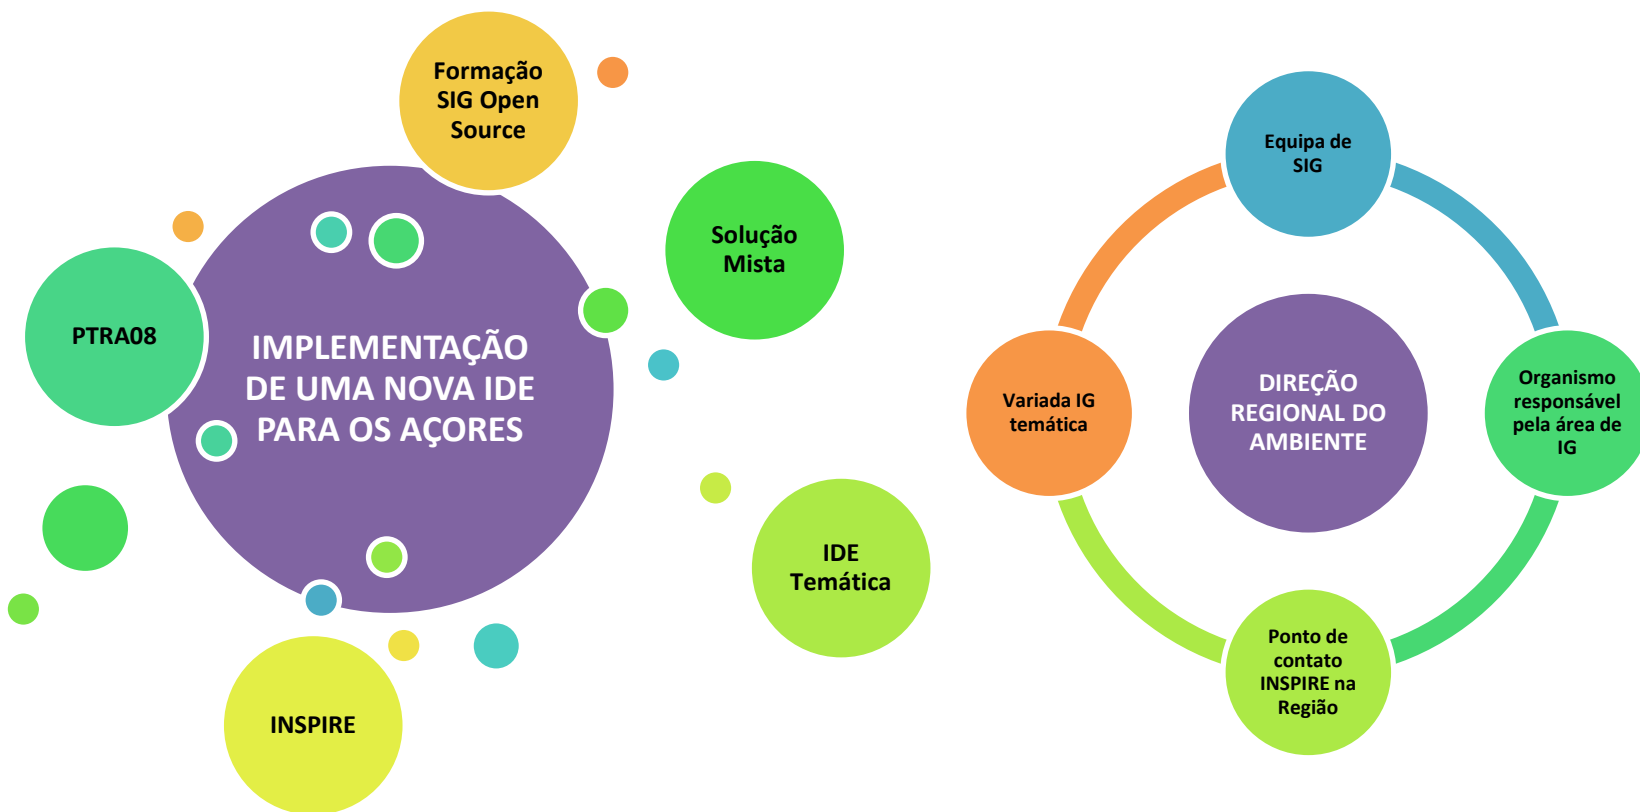 Formação
SIG Open
Source
Solução
Mista
PTRA08
IMPLEMENTAÇÃO
DE UMA NOVA IDE
PARA OS AÇORES
IDE
Temática
INSPIRE
Equipa de
SIG
Variada IG
temática
DIREÇÃO
REGIONAL DO
AMBIENTE
Organismo
responsável
pela área de
IG
Ponto de
contato
INSPIRE na
Região